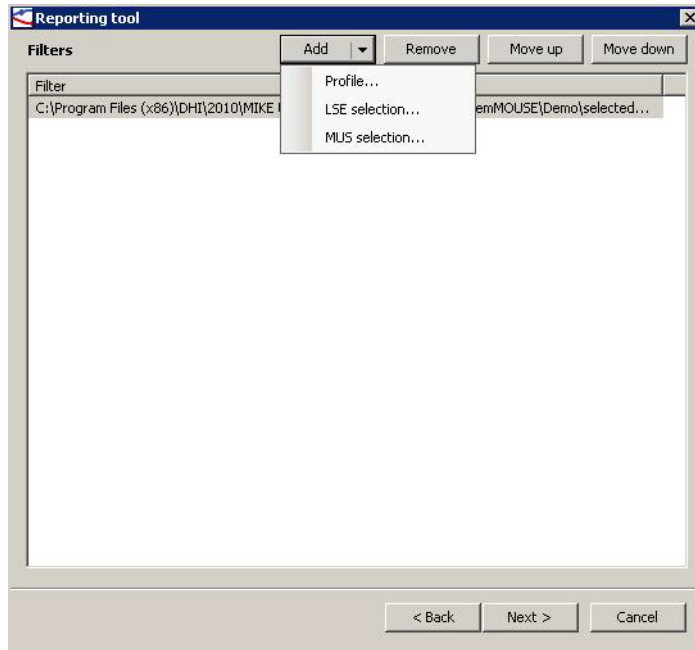 Reporting tool
Filters Add Remove Move up Move down
Filter
C:\Program Files (x86)\DHI\2010\MIKE emMOUSE\Demo\selected...
Profile...
LSE selection...
MUS selection...
< Back Next > Cancel